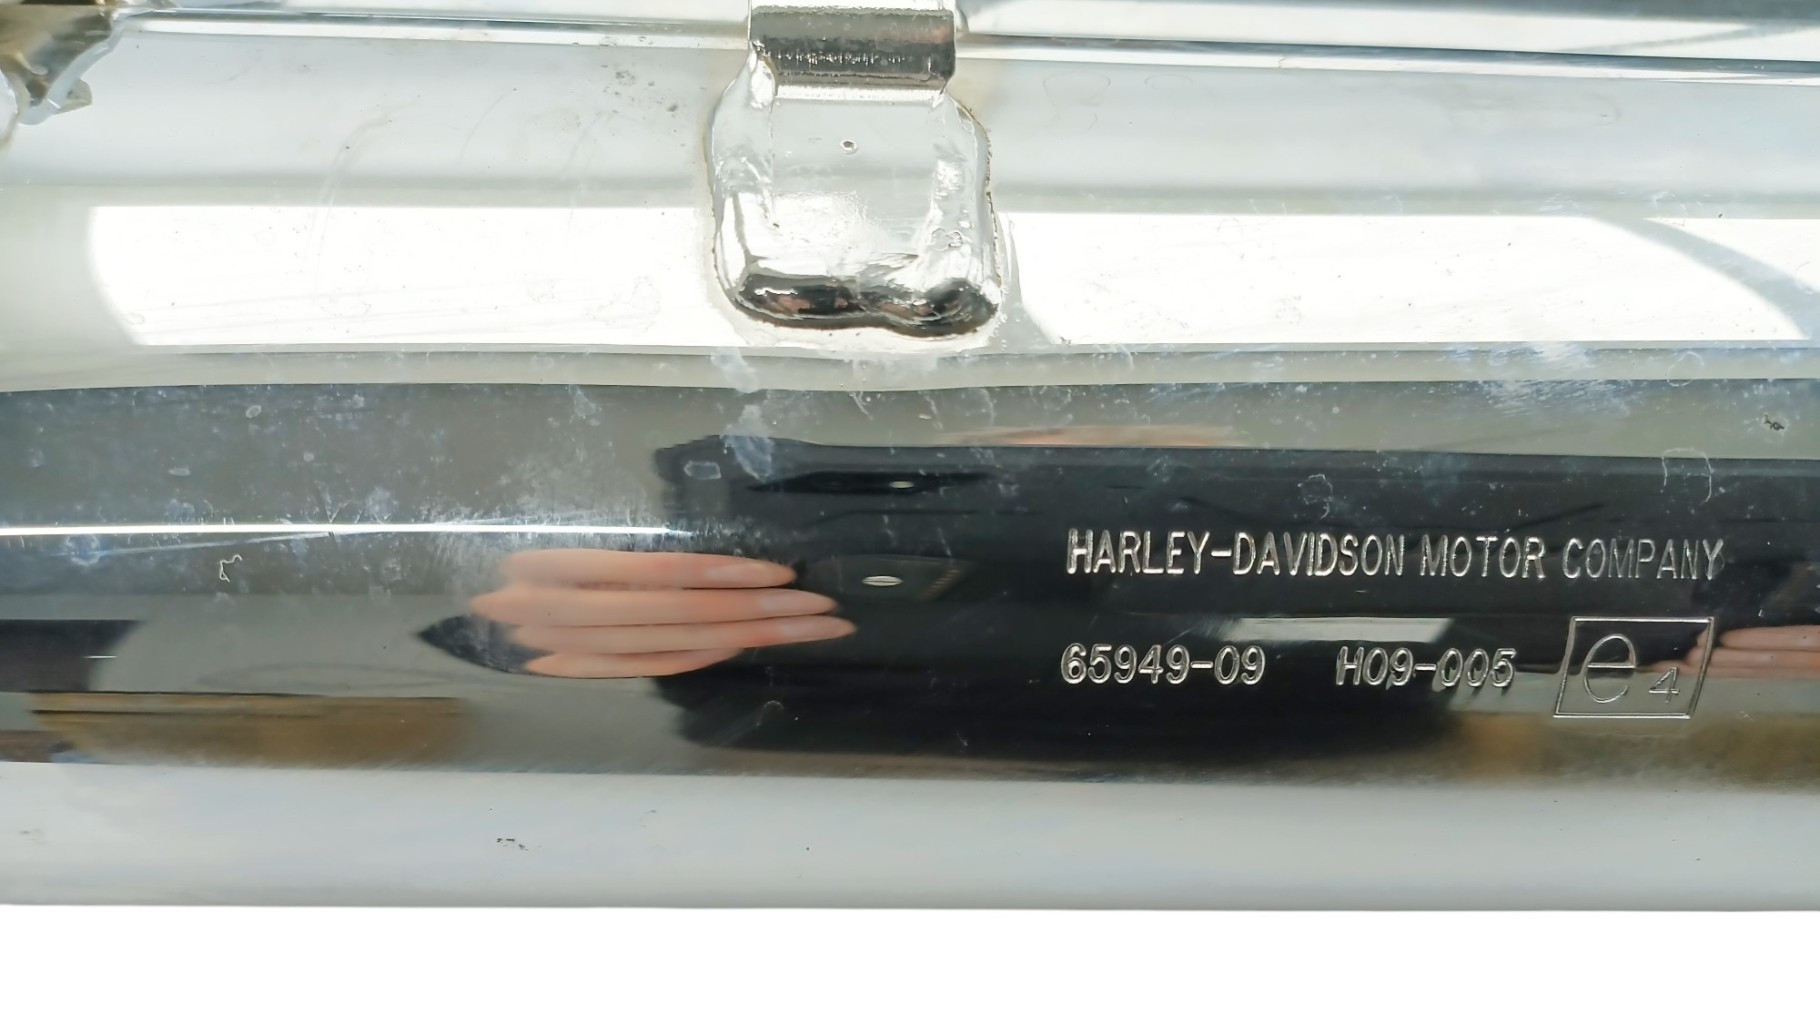 HARLEY-DAVIDSON MOTOR COMPANY
65949-09 H09-005 e4